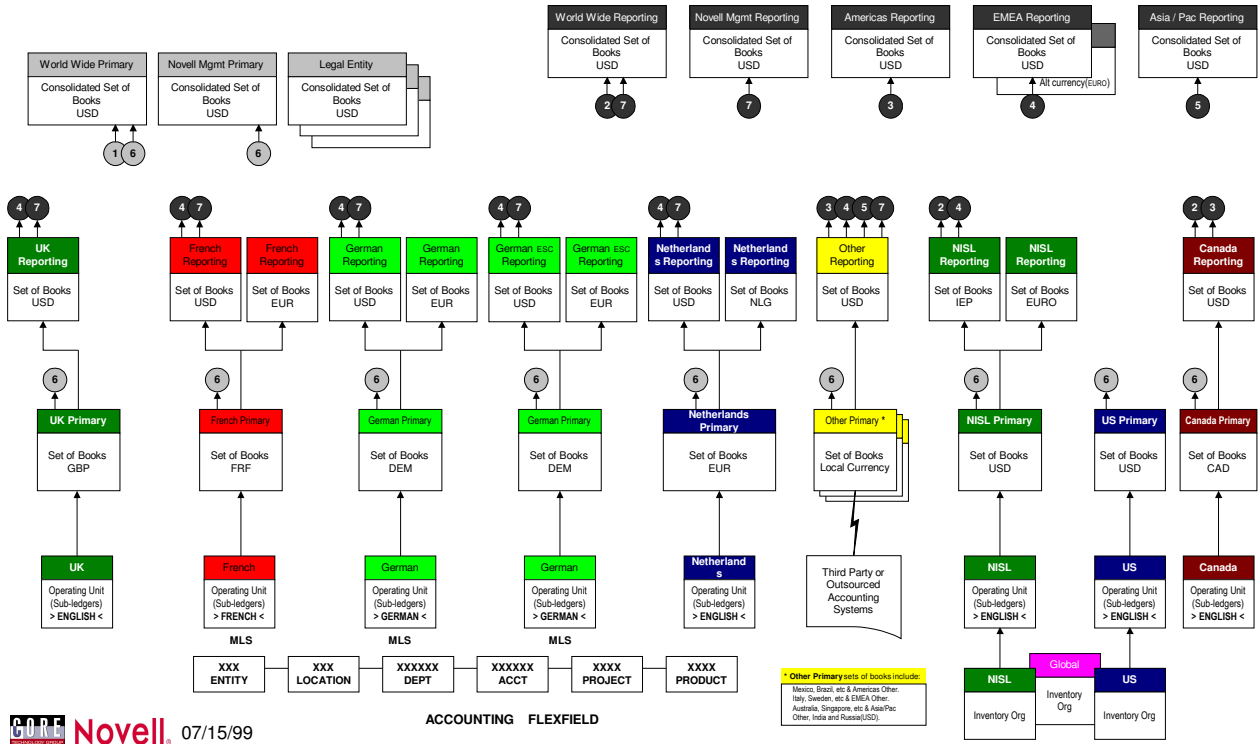 World Wide Reporting
Consolidated Set of
Books
USD
2 7
Novell Mgmt Reporting
Consolidated Set of
Books
USD
7
Americas Reporting
Consolidated Set of
Books
USD
3
EMEA Reporting
Consolidated Set of
Books
USD
Alt currency(EURO)
4
Asia / Pac Reporting
Consolidated Set of
Books
USD
5
World Wide Primary
Consolidated Set of
Books
USD
1 6
Novell Mgmt Primary
Consolidated Set of
Books
USD
6
Legal Entity
Consolidated Set of
Books
USD
4 7
UK
Reporting
Set of Books
USD
4 7
French
Reporting
Set of Books
USD
French
Reporting
Set of Books
EUR
4 7
German
Reporting
Set of Books
USD
German
Reporting
Set of Books
EUR
4 7
German ESC
Reporting
Set of Books
USD
German ESC
Reporting
Set of Books
EUR
4 7
Netherland
s Reporting
Set of Books
USD
Netherland
s Reporting
Set of Books
NLG
3 4 5 7
Other
Reporting
Set of Books
USD
2 4
NISL
Reporting
Set of Books
IEP
NISL
Reporting
Set of Books
EURO
2 3
Canada
Reporting
Set of Books
USD
6
UK Primary
Set of Books
GBP
6
French Primary
Set of Books
FRF
6
German Primary
Set of Books
DEM
6
German Primary
Set of Books
DEM
6
Netherlands
Primary
Set of Books
EUR
6
Other Primary *
Set of Books
Local Currency
6
NISL Primary
Set of Books
USD
6
US Primary
Set of Books
USD
6
Canada Primary
Set of Books
CAD
UK
Operating Unit
(Sub-ledgers)
> ENGLISH <
French
Operating Unit
(Sub-ledgers)
> FRENCH <
MLS
German
Operating Unit
(Sub-ledgers)
> GERMAN <
MLS
German
Operating Unit
(Sub-ledgers)
> GERMAN <
MLS
Netherland
s
Operating Unit
(Sub-ledgers)
> ENGLISH <
Third Party or
Outsourced
Accounting
Systems
NISL
Operating Unit
(Sub-ledgers)
> ENGLISH <
US
Operating Unit
(Sub-ledgers)
> ENGLISH <
Canada
Operating Unit
(Sub-ledgers)
> ENGLISH <
XXX
ENTITY
XXX
LOCATION
XXXXXX
DEPT
XXXXXX
ACCT
XXXX
PROJECT
XXXX
PRODUCT
* Other Primary sets of books include:
Mexico, Brazil, etc & Americas Other.
Italy, Sweden, etc & EMEA Other.
Australia, Singapore, etc & Asia/Pac
Other, India and Russia(USD).
NISL
Inventory Org
Global
Inventory
Org
US
Inventory Org
GORE
TECHNOLOGY GROUP
Novell. 07/15/99
ACCOUNTING FLEXFIELD